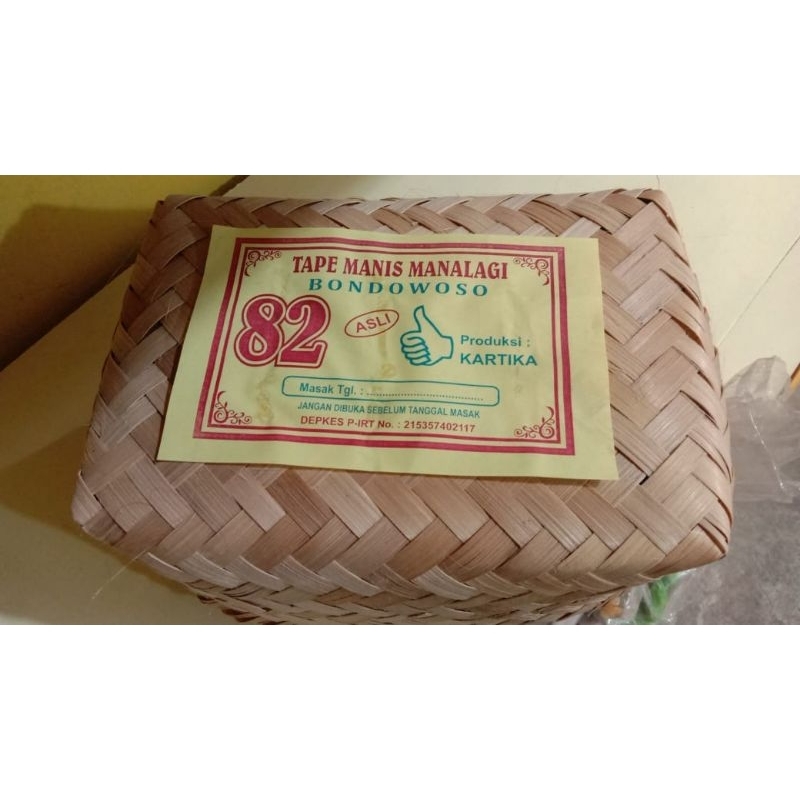 TAPE MANIS MANALAGI
BONDOWOSO
82
ASLI
Produksi :
KARTIKA
Masak Tgl. : ................................
JANGAN DIBUKA SEBELUM TANGGAL MASAK
DEPKES P-IRT No. : 215357402117